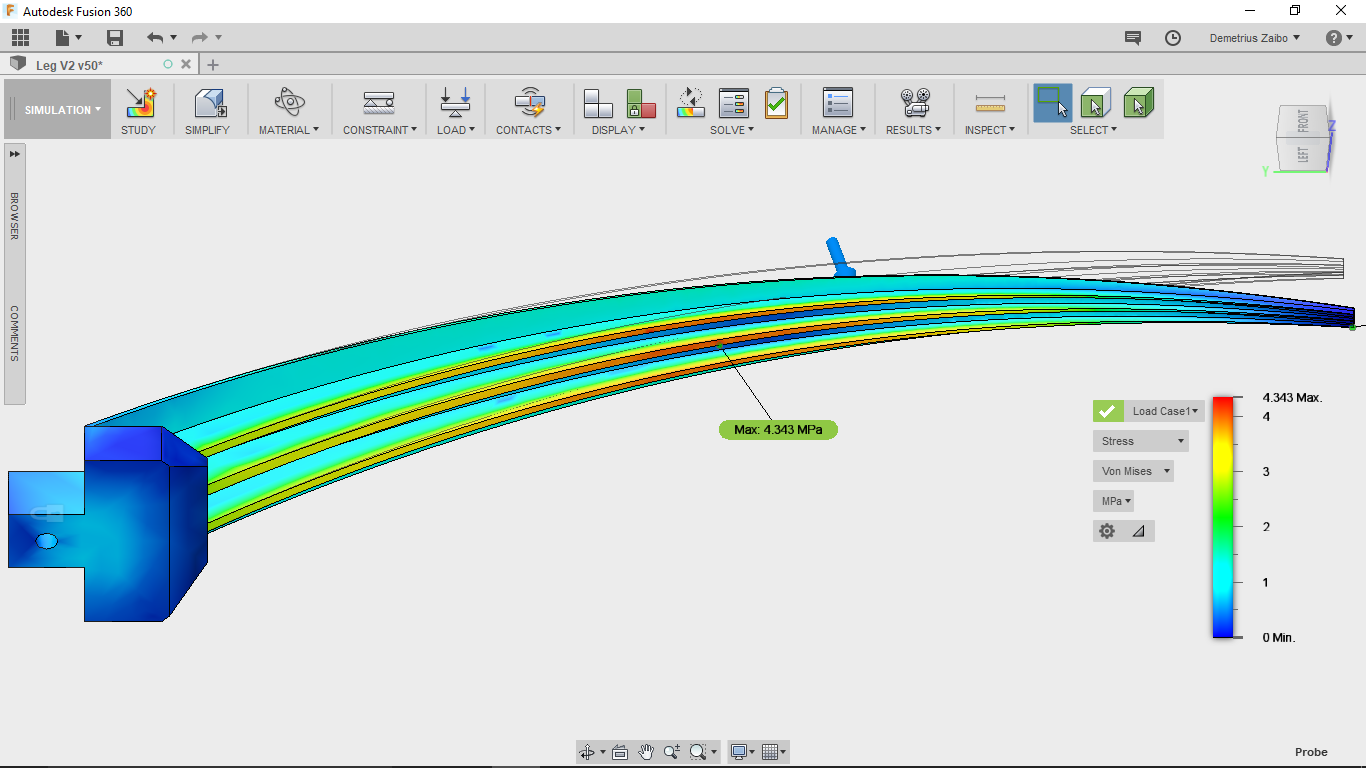 Autodesk Fusion 360
Demetrius Zaibo
Leg V2 v50*
SIMULATION
STUDY
SIMPLIFY
MATERIAL
CONSTRAINT
LOAD
CONTACTS
DISPLAY
SOLVE
MANAGE
RESULTS
INSPECT
SELECT
FRONT
LEFT
Z
Y
BROWSER
COMMENTS
Max: 4.343 MPa
Load Case1
Stress
Von Mises
MPa
4.343 Max.
4
3
2
1
0 Min.
Probe